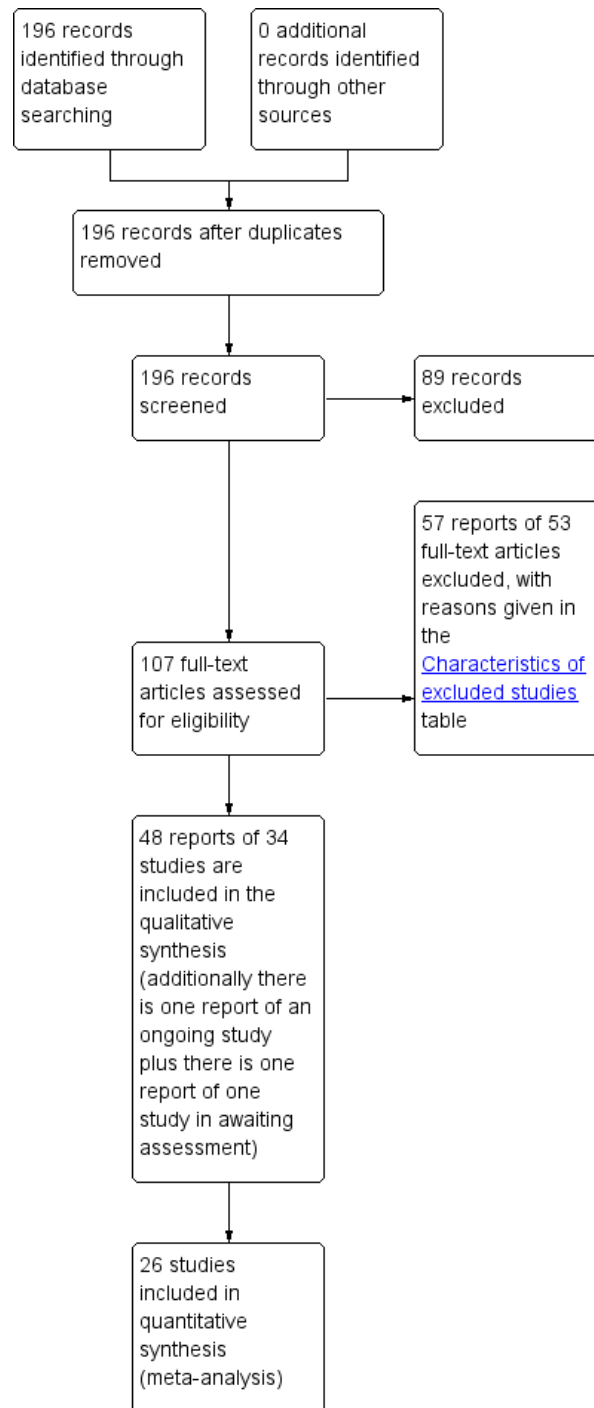 196 records
identified through
database
searching
0 additional
records identified
through other
sources
196 records after duplicates
removed
196 records
screened
89 records
excluded
57 reports of 53
full-text articles
excluded, with
reasons given in
the
Characteristics of
excluded studies
table
107 full-text
articles assessed
for eligibility
48 reports of 34
studies are
included in the
qualitative
synthesis
(additionally there
is one report of an
ongoing study
plus there is one
report of one
study in awaiting
assessment)
26 studies
included in
quantitative
synthesis
(meta-analysis)